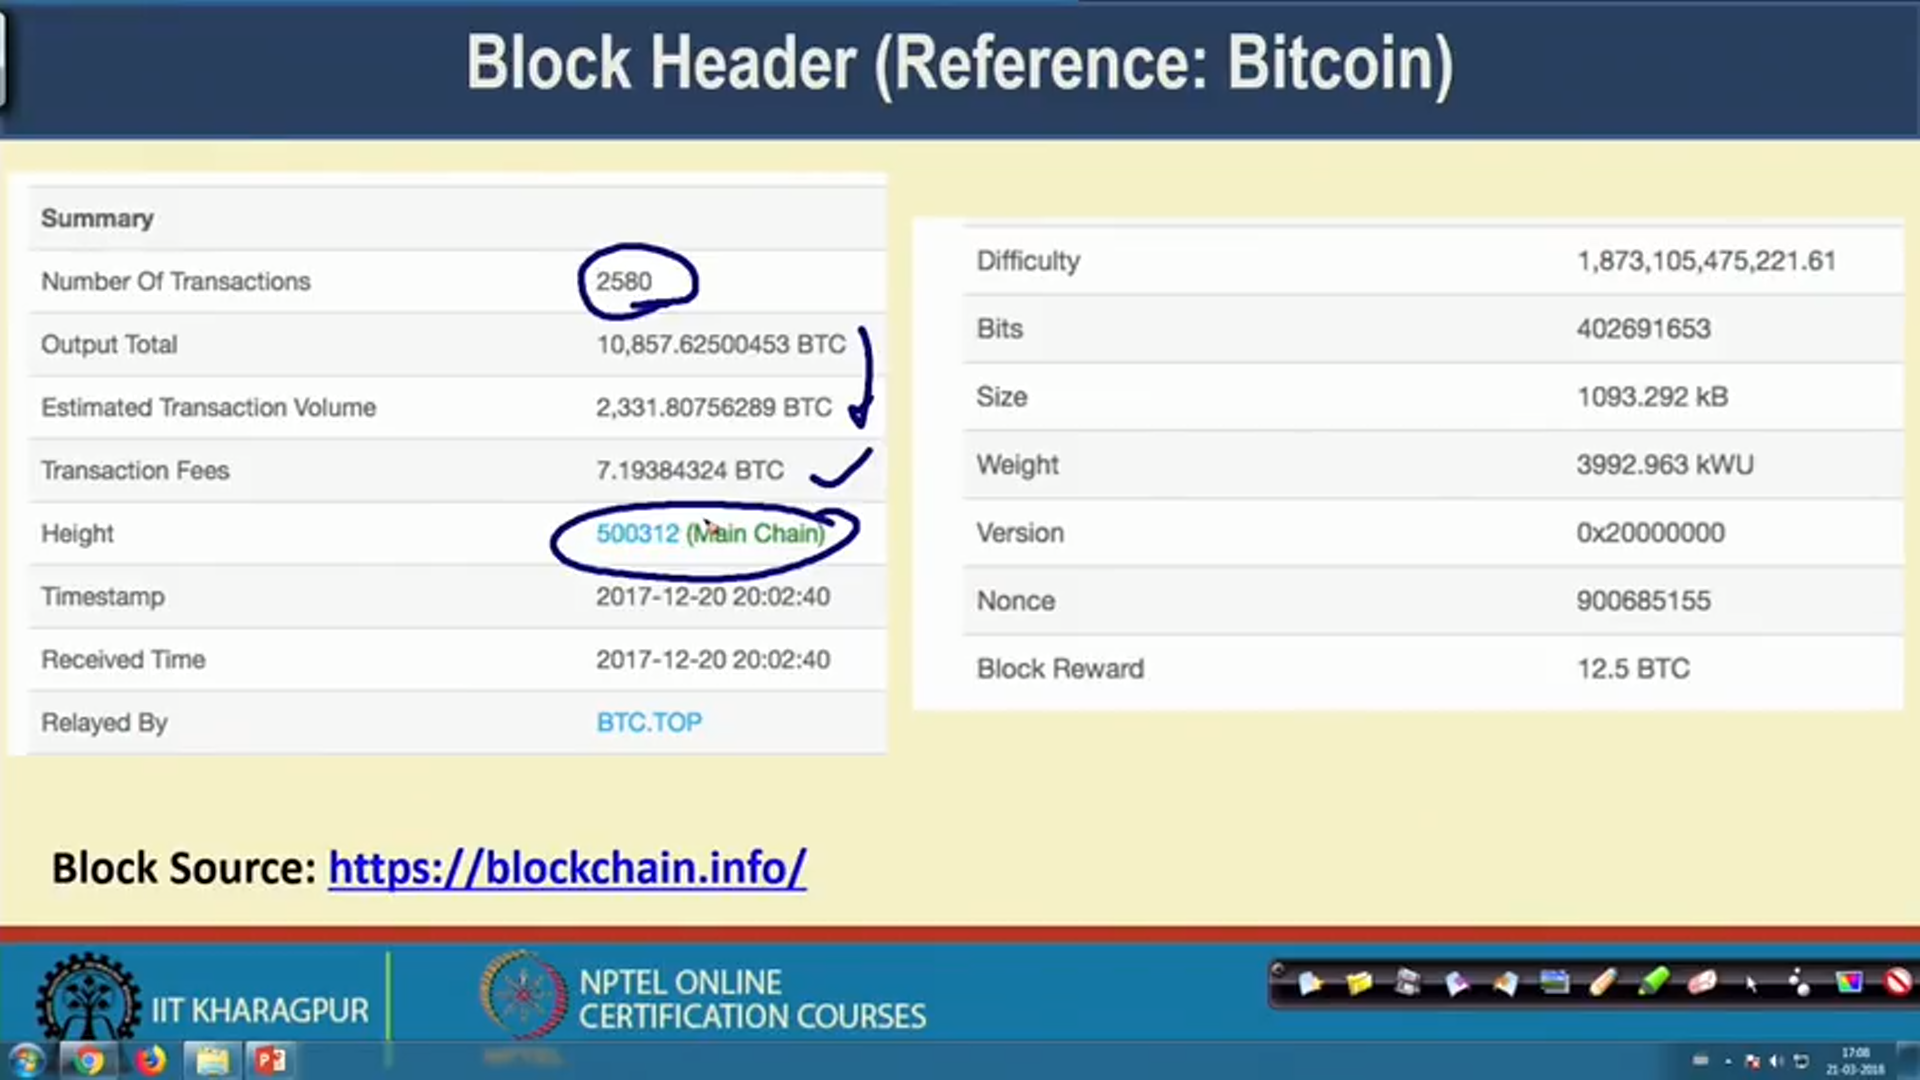 Block Header (Reference: Bitcoin)
Summary
Number Of Transactions 2580
Output Total 10,857.62500453 BTC
Estimated Transaction Volume 2,331.80756289 BTC
Transaction Fees 7.19384324 BTC
Height 500312 (Main Chain)
Timestamp 2017-12-20 20:02:40
Received Time 2017-12-20 20:02:40
Relayed By BTC.TOP
Difficulty 1,873,105,475,221.61
Bits 402691653
Size 1093.292 kB
Weight 3992.963 kWU
Version 0x20000000
Nonce 900685155
Block Reward 12.5 BTC
Block Source: https://blockchain.info/
IIT KHARAGPUR
NPTEL ONLINE
CERTIFICATION COURSES
NPTEL
17:08
21-03-2018